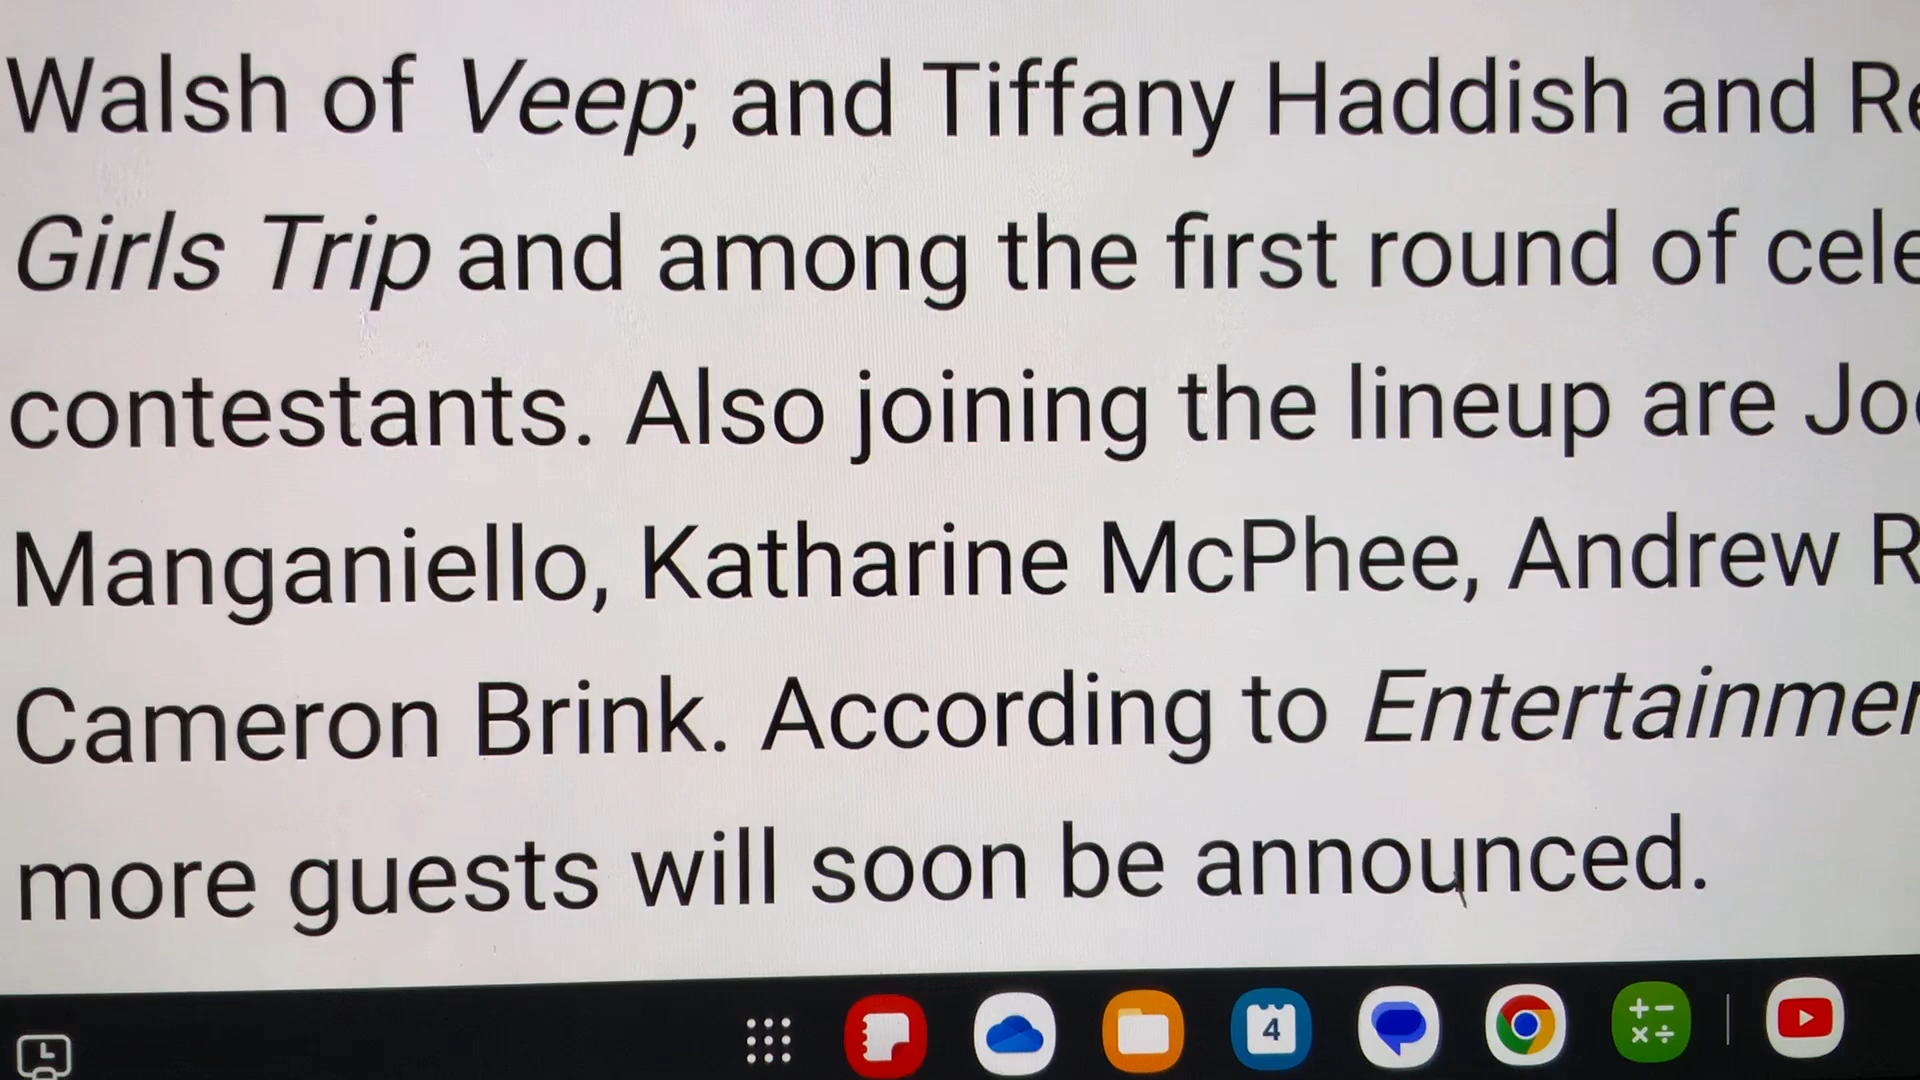 Walsh of Veep; and Tiffany Haddish and
Girls Trip and among the first round of
contestants. Also joining the lineup are
Manganiello, Katharine McPhee, Andrew
Cameron Brink. According to
more guests will soon be announced.
4